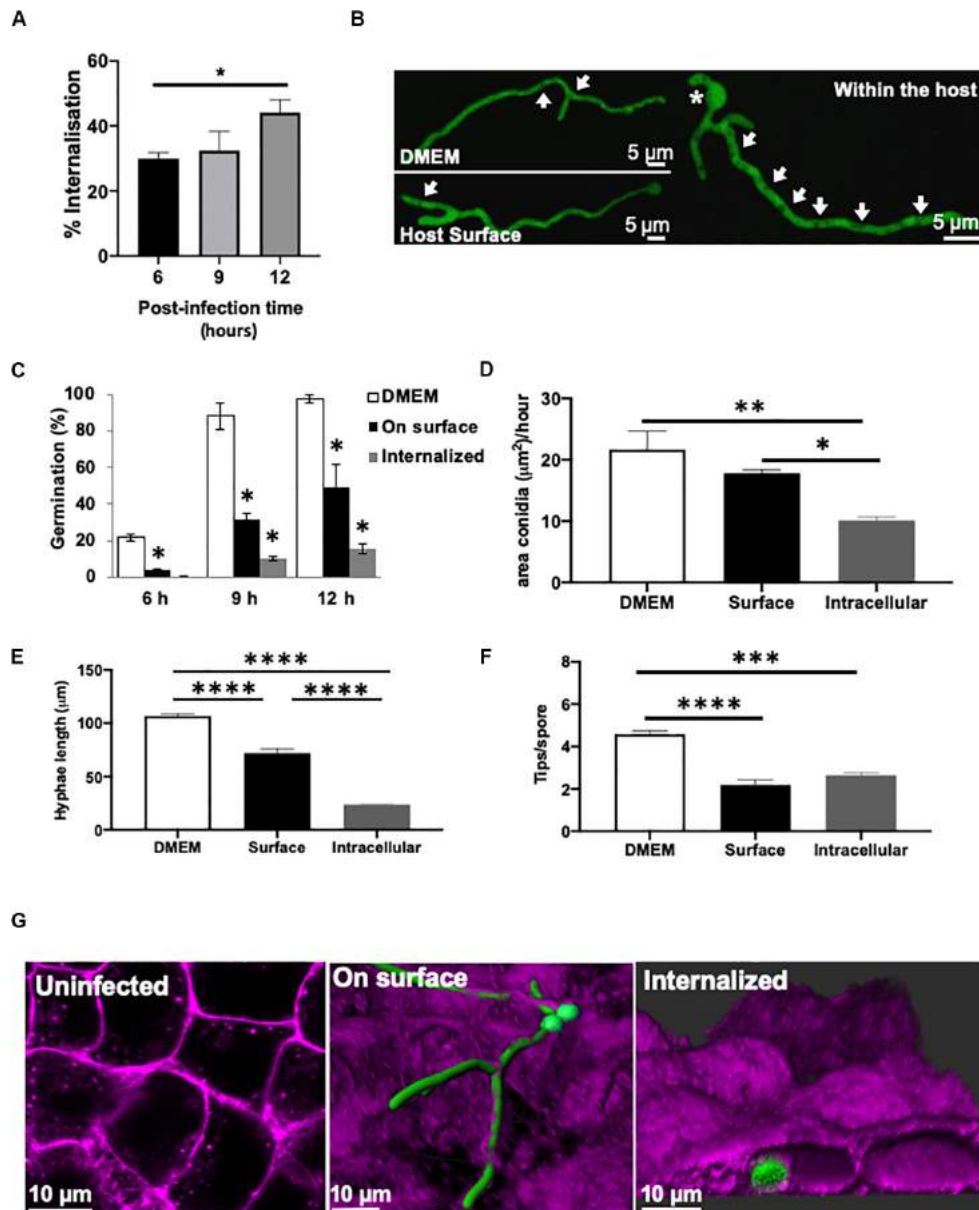 A
60
40
20
0
% Internalisation
*
6 9 12
Post-infection time
(hours)
B
DMEM
5 µm
Host Surface
5 µm
*
Within the host
5 µm
C
100
80
60
40
20
0
Germination (%)
DMEM
On surface
Internalized
*
* *
* *
6 h 9 h 12 h
D
30
20
10
0
area conidia (µm²)/hour
**
*
DMEM Surface Intracellular
E
150
100
50
0
Hyphae length (µm)
****
**** ****
DMEM Surface Intracellular
F
8
6
4
2
0
Tips/spore
***
****
DMEM Surface Intracellular
G
Uninfected
10 µm
On surface
10 µm
Internalized
10 µm